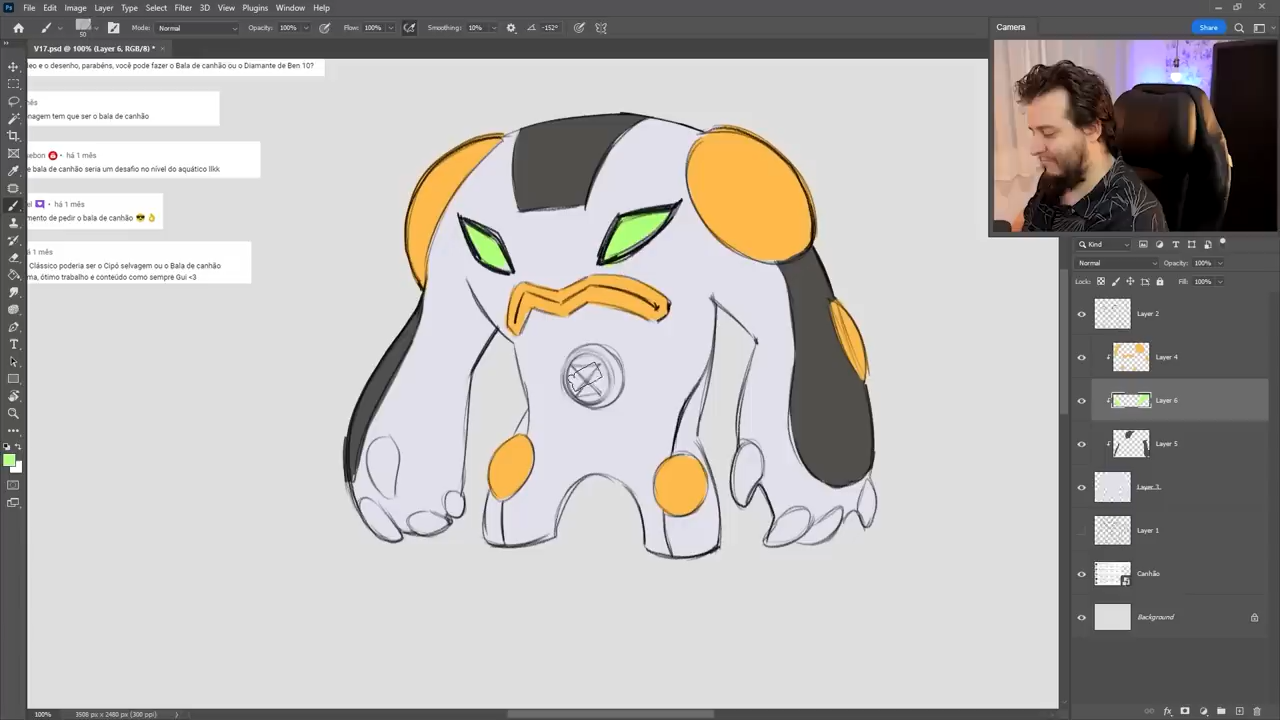 File Edit Image Layer Type Select Filter 3D View Plugins Window Help
50 Mode: Normal Opacity: 100% Flow: 100% Smoothing: 10% -152°
Camera Share
V17.psd @ 100% (Layer 6, RGB/8) *
eo e o desenho, parabéns, você pode fazer o Bala de canhão ou o Diamante de Ben 10?
mês
nagem tem que ser o bala de canhão
sebon • há 1 mês
e bala de canhão seria um desafio no nível do aquático llkk
• há 1 mês
mento de pedir o bala de canhão 😎 👌
á 1 mês
Clássico poderia ser o Cipó selvagem ou o Bala de canhão
ma, ótimo trabalho e conteúdo como sempre Gui <3
Kind
Normal Opacity: 100%
Lock: Fill: 100%
Layer 2
Layer 4
Layer 6
Layer 5
Layer 3
Layer 1
Canhão
Background
100% 3508 px x 2480 px (300 ppi)